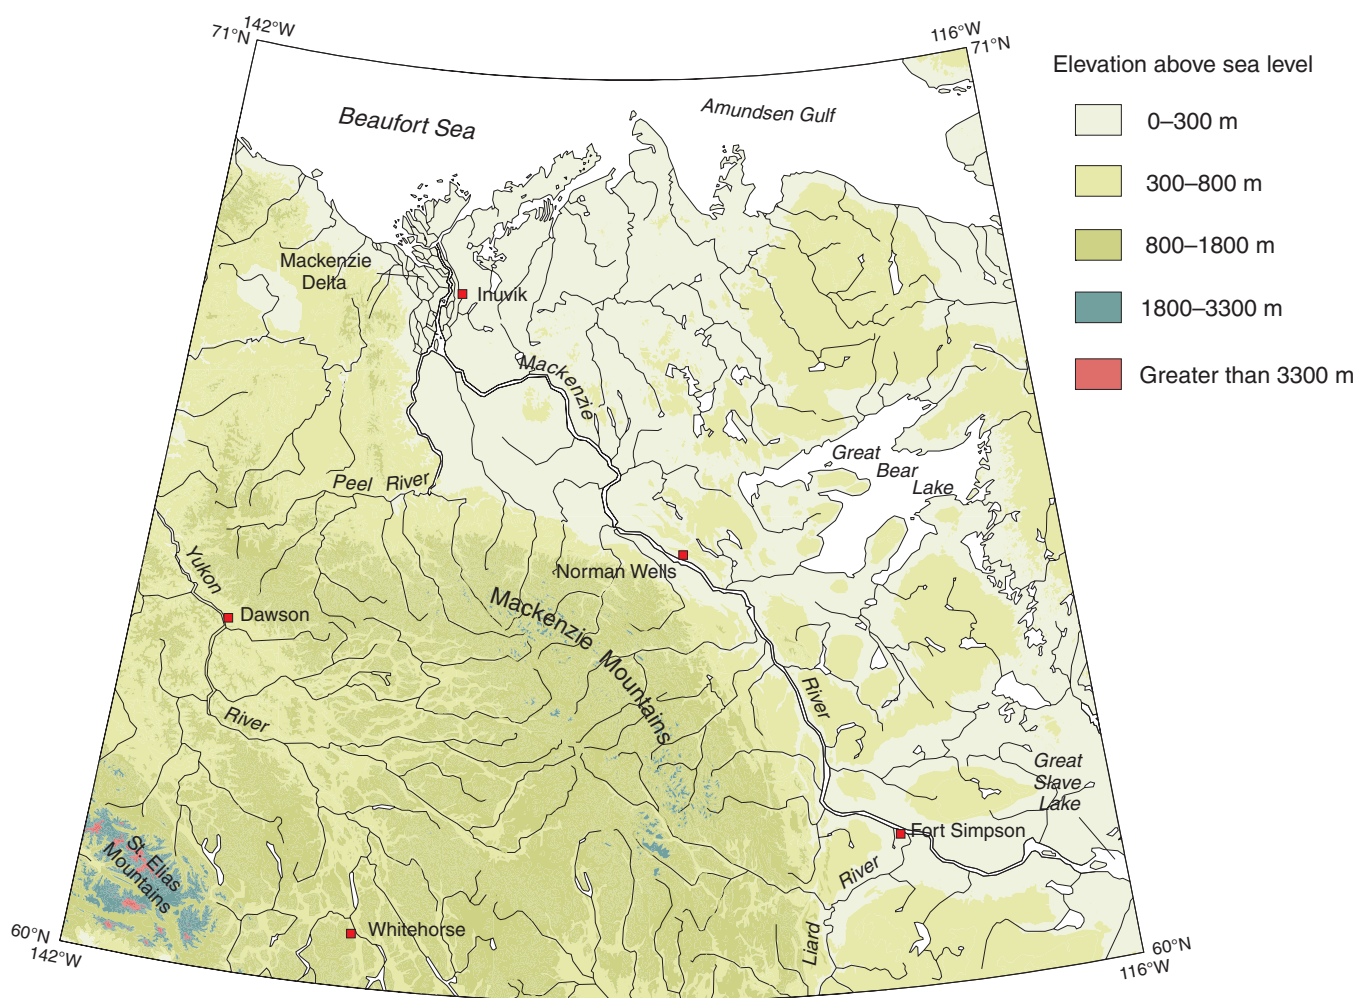 142°W
71°N
116°W
71°N
Elevation above sea level
0–300 m
300–800 m
800–1800 m
1800–3300 m
Greater than 3300 m
Beaufort Sea
Amundsen Gulf
Mackenzie
Delta
Inuvik
Mackenzie
Great
Bear
Lake
Peel River
Yukon
Norman Wells
Dawson
Mackenzie Mountains
River
River
Great
Slave
Lake
Fort Simpson
St. Elias
Mountains
River
Liard
Whitehorse
60°N
142°W
60°N
116°W